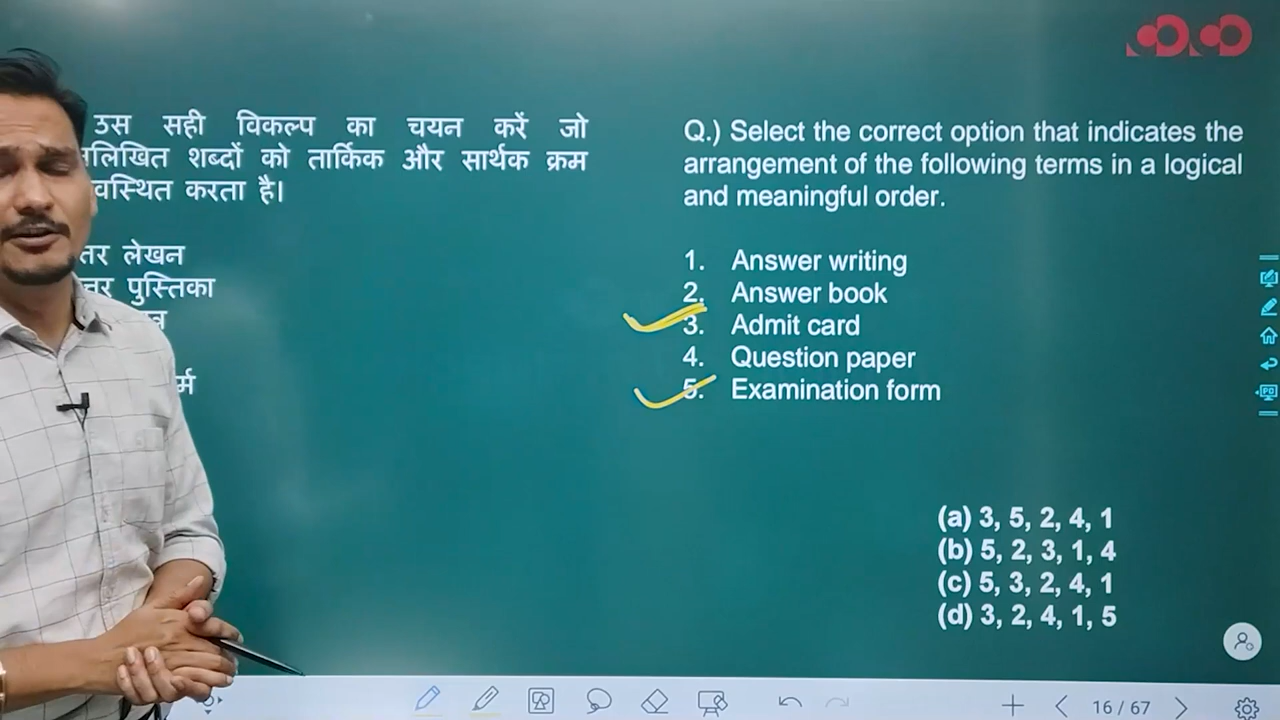 उस सही विकल्प का चयन करें जो
शब्दों को तार्किक और सार्थक क्रम
करता है।
लेखन
पुस्तिका
Q.) Select the correct option that indicates the
arrangement of the following terms in a logical
and meaningful order.
1. Answer writing
2. Answer book
3. Admit card
4. Question paper
5. Examination form
(a) 3, 5, 2, 4, 1
(b) 5, 2, 3, 1, 4
(c) 5, 3, 2, 4, 1
(d) 3, 2, 4, 1, 5
16 / 67